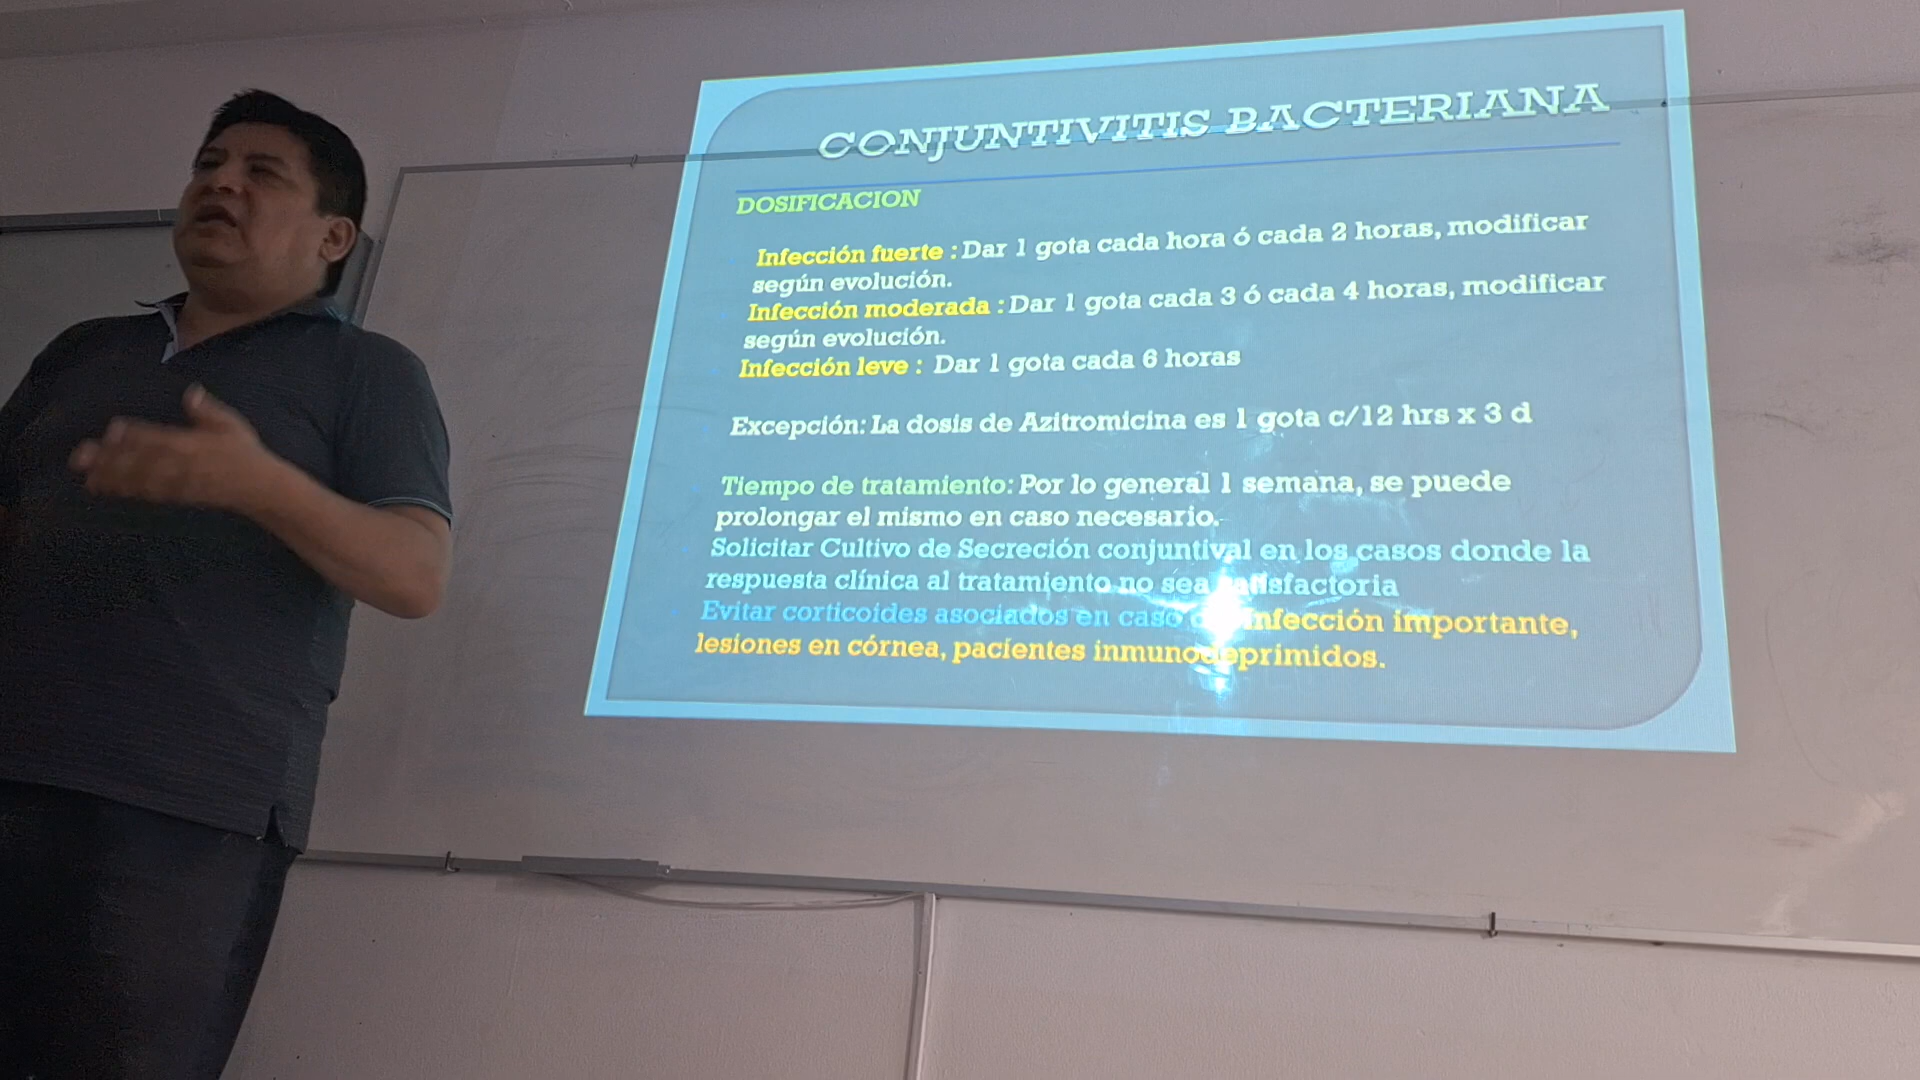 CONJUNTIVITIS BACTERIANA
DOSIFICACION
Infección fuerte : Dar 1 gota cada hora ó cada 2 horas, modificar
según evolución.
Infección moderada : Dar 1 gota cada 3 ó cada 4 horas, modificar
según evolución.
Infección leve : Dar 1 gota cada 6 horas
Excepción: La dosis de Azitromicina es 1 gota c/12 hrs x 3 d
Tiempo de tratamiento: Por lo general 1 semana, se puede
prolongar el mismo en caso necesario.
Solicitar Cultivo de Secreción conjuntival en los casos donde la
respuesta clínica al tratamiento no sea satisfactoria
Evitar corticoides asociados en caso infección importante,
lesiones en córnea, pacientes inmunodeprimidos.